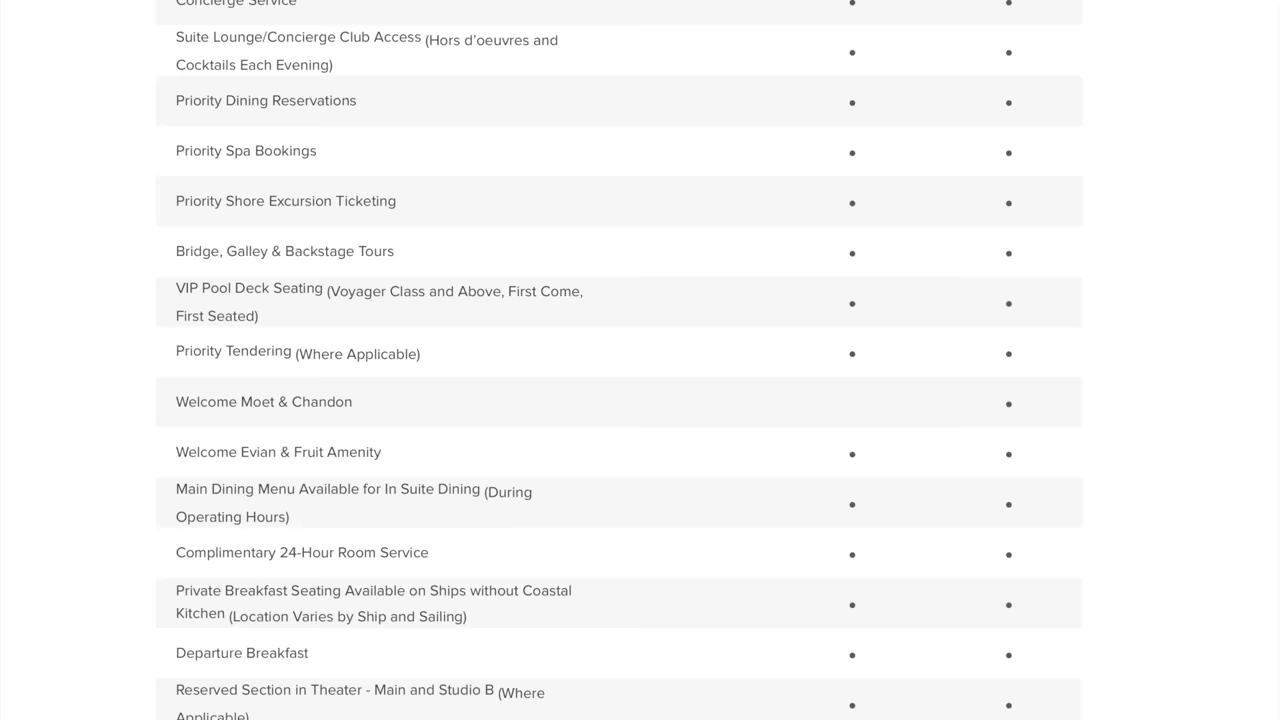 Concierge Service
Suite Lounge/Concierge Club Access (Hors d'oeuvres and
Cocktails Each Evening)
Priority Dining Reservations
Priority Spa Bookings
Priority Shore Excursion Ticketing
Bridge, Galley & Backstage Tours
VIP Pool Deck Seating (Voyager Class and Above, First Come,
First Seated)
Priority Tendering (Where Applicable)
Welcome Moet & Chandon
Welcome Evian & Fruit Amenity
Main Dining Menu Available for In Suite Dining (During
Operating Hours)
Complimentary 24-Hour Room Service
Private Breakfast Seating Available on Ships without Coastal
Kitchen (Location Varies by Ship and Sailing)
Departure Breakfast
Reserved Section in Theater - Main and Studio B (Where
Applicable)